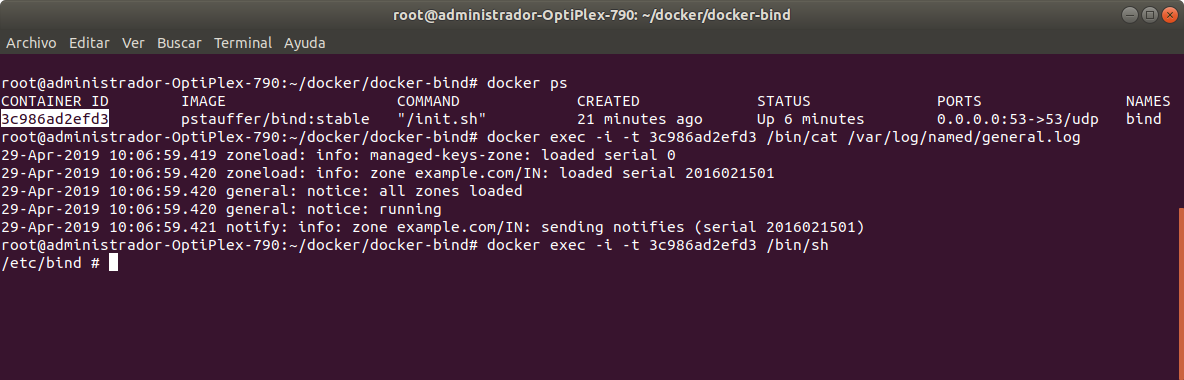 root@administrador-OptiPlex-790: ~/docker/docker-bind
Archivo Editar Ver Buscar Terminal Ayuda
root@administrador-OptiPlex-790:~/docker/docker-bind# docker ps
CONTAINER ID        IMAGE                   COMMAND             CREATED             STATUS              PORTS                NAMES
3c986ad2efd3        pstauffer/bind:stable   "/init.sh"          21 minutes ago      Up 6 minutes        0.0.0.0:53->53/udp   bind
root@administrador-OptiPlex-790:~/docker/docker-bind# docker exec -i -t 3c986ad2efd3 /bin/cat /var/log/named/general.log
29-Apr-2019 10:06:59.419 zoneload: info: managed-keys-zone: loaded serial 0
29-Apr-2019 10:06:59.420 zoneload: info: zone example.com/IN: loaded serial 2016021501
29-Apr-2019 10:06:59.420 general: notice: all zones loaded
29-Apr-2019 10:06:59.420 general: notice: running
29-Apr-2019 10:06:59.421 notify: info: zone example.com/IN: sending notifies (serial 2016021501)
root@administrador-OptiPlex-790:~/docker/docker-bind# docker exec -i -t 3c986ad2efd3 /bin/sh
/etc/bind #